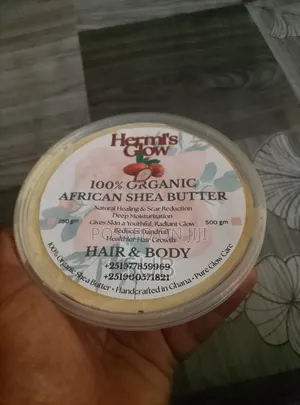 Hermi's
Glow
100% ORGANIC
AFRICAN SHEA BUTTER
Natural Healing & Scar Reduction
Deep Moisturization
250 gm
Gives Skin a Youthful, Radiant Glow
500 gm
Reduces Dandruff
Healthier Hair Growth
HAIR & BODY
+251977859969
+251960571821
100% Organic Shea Butter • Handcrafted in Ghana • Pure Glow Care